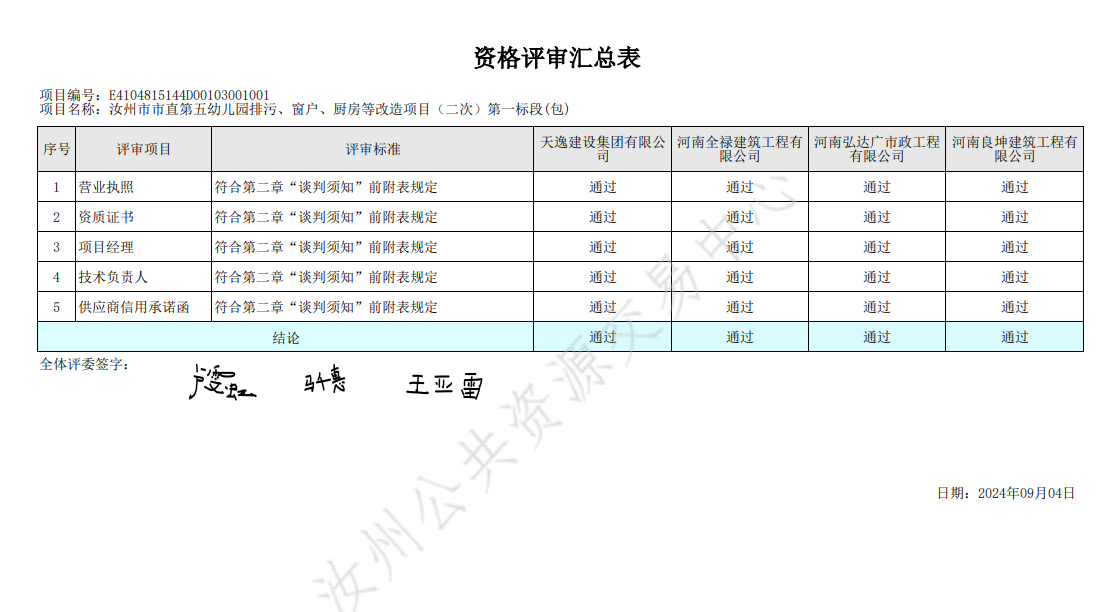 资格评审汇总表
项目编号：E4104815144D00103001001
项目名称：汝州市市直第五幼儿园排污、窗户、厨房等改造项目（二次）第一标段(包)
序号 评审项目 评审标准 天逸建设集团有限公司 河南全禄建筑工程有限公司 河南弘达广市政工程有限公司 河南良坤建筑工程有限公司
1 营业执照 符合第二章“谈判须知”前附表规定 通过 通过 通过 通过
2 资质证书 符合第二章“谈判须知”前附表规定 通过 通过 通过 通过
3 项目经理 符合第二章“谈判须知”前附表规定 通过 通过 通过 通过
4 技术负责人 符合第二章“谈判须知”前附表规定 通过 通过 通过 通过
5 供应商信用承诺函 符合第二章“谈判须知”前附表规定 通过 通过 通过 通过
结论 通过 通过 通过 通过
全体评委签字：
王亚雷
日期：2024年09月04日
汝州公共资源交易中心